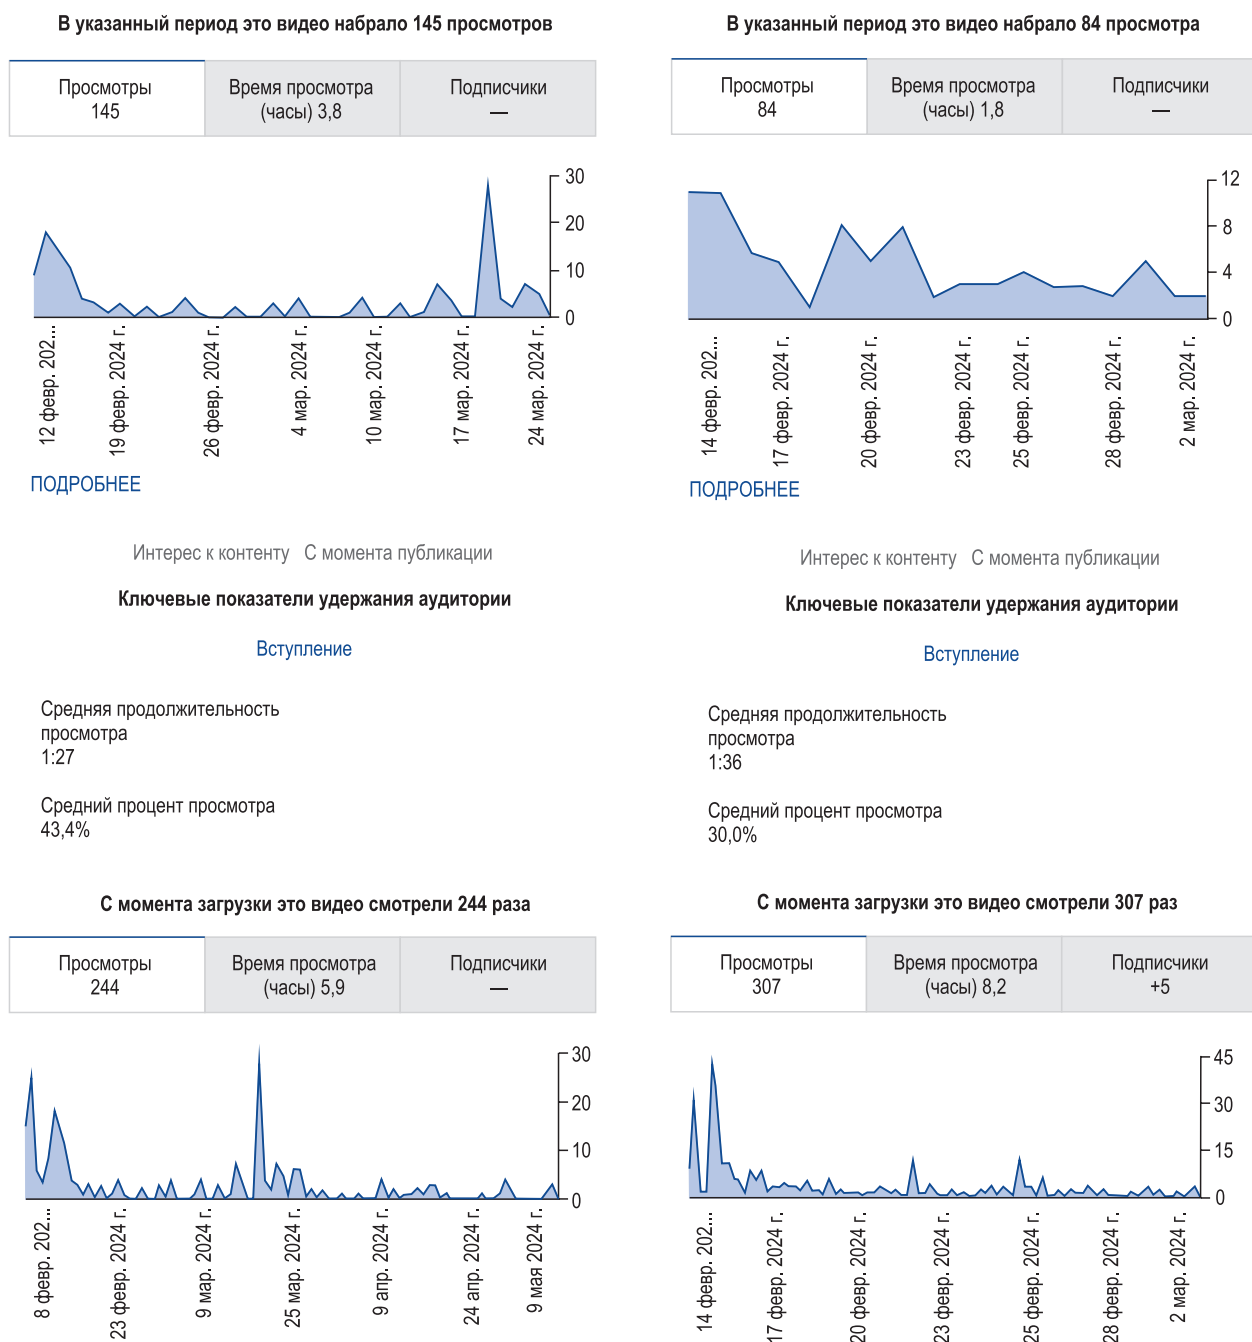 В указанный период это видео набрало 145 просмотров
Просмотры
145
Время просмотра
(часы) 3,8
Подписчики
—
30
20
10
0
12 февр. 202...
19 февр. 2024 г.
26 февр. 2024 г.
4 мар. 2024 г.
10 мар. 2024 г.
17 мар. 2024 г.
24 мар. 2024 г.
ПОДРОБНЕЕ
Интерес к контенту С момента публикации
Ключевые показатели удержания аудитории
Вступление
Средняя продолжительность
просмотра
1:27
Средний процент просмотра
43,4%
В указанный период это видео набрало 84 просмотра
Просмотры
84
Время просмотра
(часы) 1,8
Подписчики
—
12
8
4
0
14 февр. 202...
17 февр. 2024 г.
20 февр. 2024 г.
23 февр. 2024 г.
25 февр. 2024 г.
28 февр. 2024 г.
2 мар. 2024 г.
ПОДРОБНЕЕ
Интерес к контенту С момента публикации
Ключевые показатели удержания аудитории
Вступление
Средняя продолжительность
просмотра
1:36
Средний процент просмотра
30,0%
С момента загрузки это видео смотрели 244 раза
Просмотры
244
Время просмотра
(часы) 5,9
Подписчики
—
30
20
10
0
8 февр. 202...
23 февр. 2024 г.
9 мар. 2024 г.
25 мар. 2024 г.
9 апр. 2024 г.
24 апр. 2024 г.
9 мая 2024 г.
С момента загрузки это видео смотрели 307 раз
Просмотры
307
Время просмотра
(часы) 8,2
Подписчики
+5
45
30
15
0
14 февр. 202...
17 февр. 2024 г.
20 февр. 2024 г.
23 февр. 2024 г.
25 февр. 2024 г.
28 февр. 2024 г.
2 мар. 2024 г.